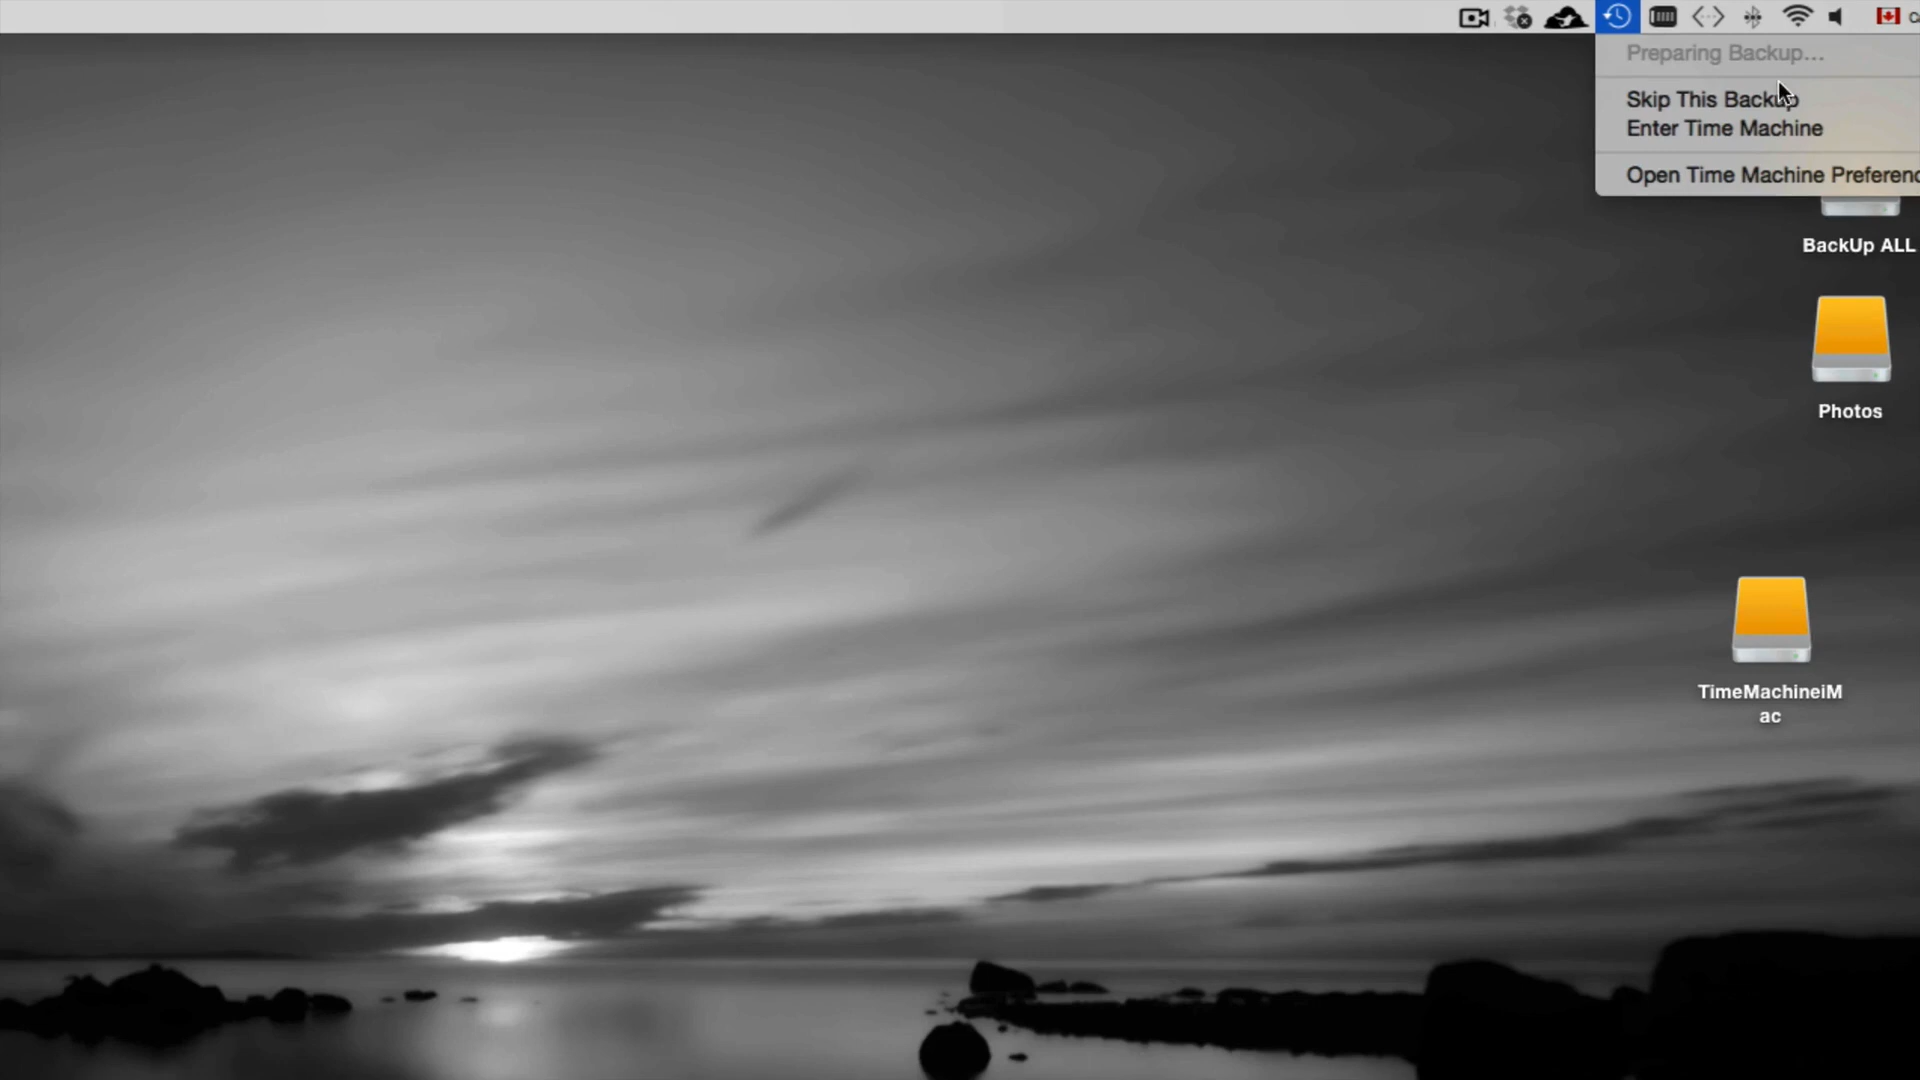 Preparing Backup...
Skip This Backup
Enter Time Machine
Open Time Machine Preferenc
BackUp ALL
Photos
TimeMachineiM
ac